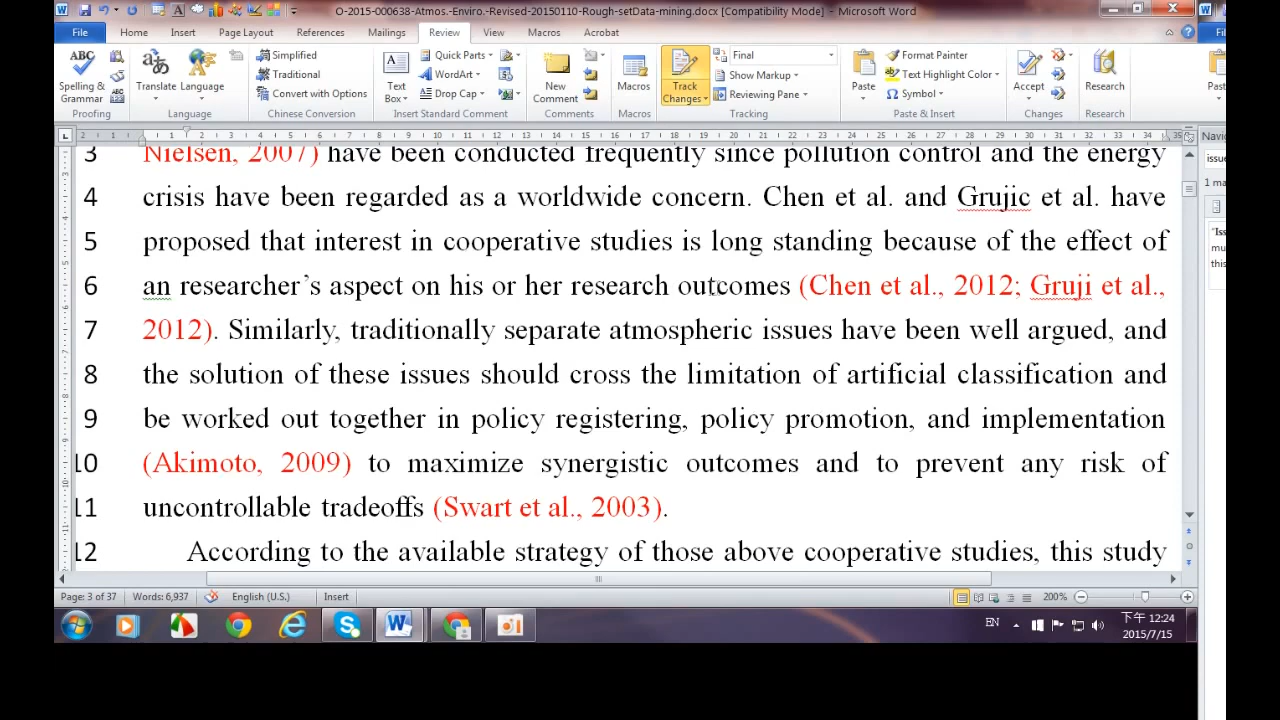 O-2015-000638-Atmos.-Enviro.-Revised-20150110-Rough-setData-mining.docx [Compatibility Mode] - Microsoft Word
File Home Insert Page Layout References Mailings Review View Macros Acrobat
Spelling & Grammar
Proofing
Translate
Language
Language
Simplified
Traditional
Convert with Options
Chinese Conversion
Text Box
Quick Parts
WordArt
Drop Cap
Insert Standard Comment
New Comment
Comments
Macros
Macros
Track Changes
Final
Show Markup
Reviewing Pane
Tracking
Paste
Format Painter
Text Highlight Color
Symbol
Paste & Insert
Accept
Changes
Research
Research
3 Nielsen, 2007) have been conducted frequently since pollution control and the energy
4 crisis have been regarded as a worldwide concern. Chen et al. and Grujic et al. have
5 proposed that interest in cooperative studies is long standing because of the effect of
6 an researcher’s aspect on his or her research outcomes (Chen et al., 2012; Gruji et al.,
7 2012). Similarly, traditionally separate atmospheric issues have been well argued, and
8 the solution of these issues should cross the limitation of artificial classification and
9 be worked out together in policy registering, policy promotion, and implementation
10 (Akimoto, 2009) to maximize synergistic outcomes and to prevent any risk of
11 uncontrollable tradeoffs (Swart et al., 2003).
12 According to the available strategy of those above cooperative studies, this study
Page: 3 of 37 Words: 6,937 English (U.S.) Insert 200%
EN 下午 12:24
2015/7/15